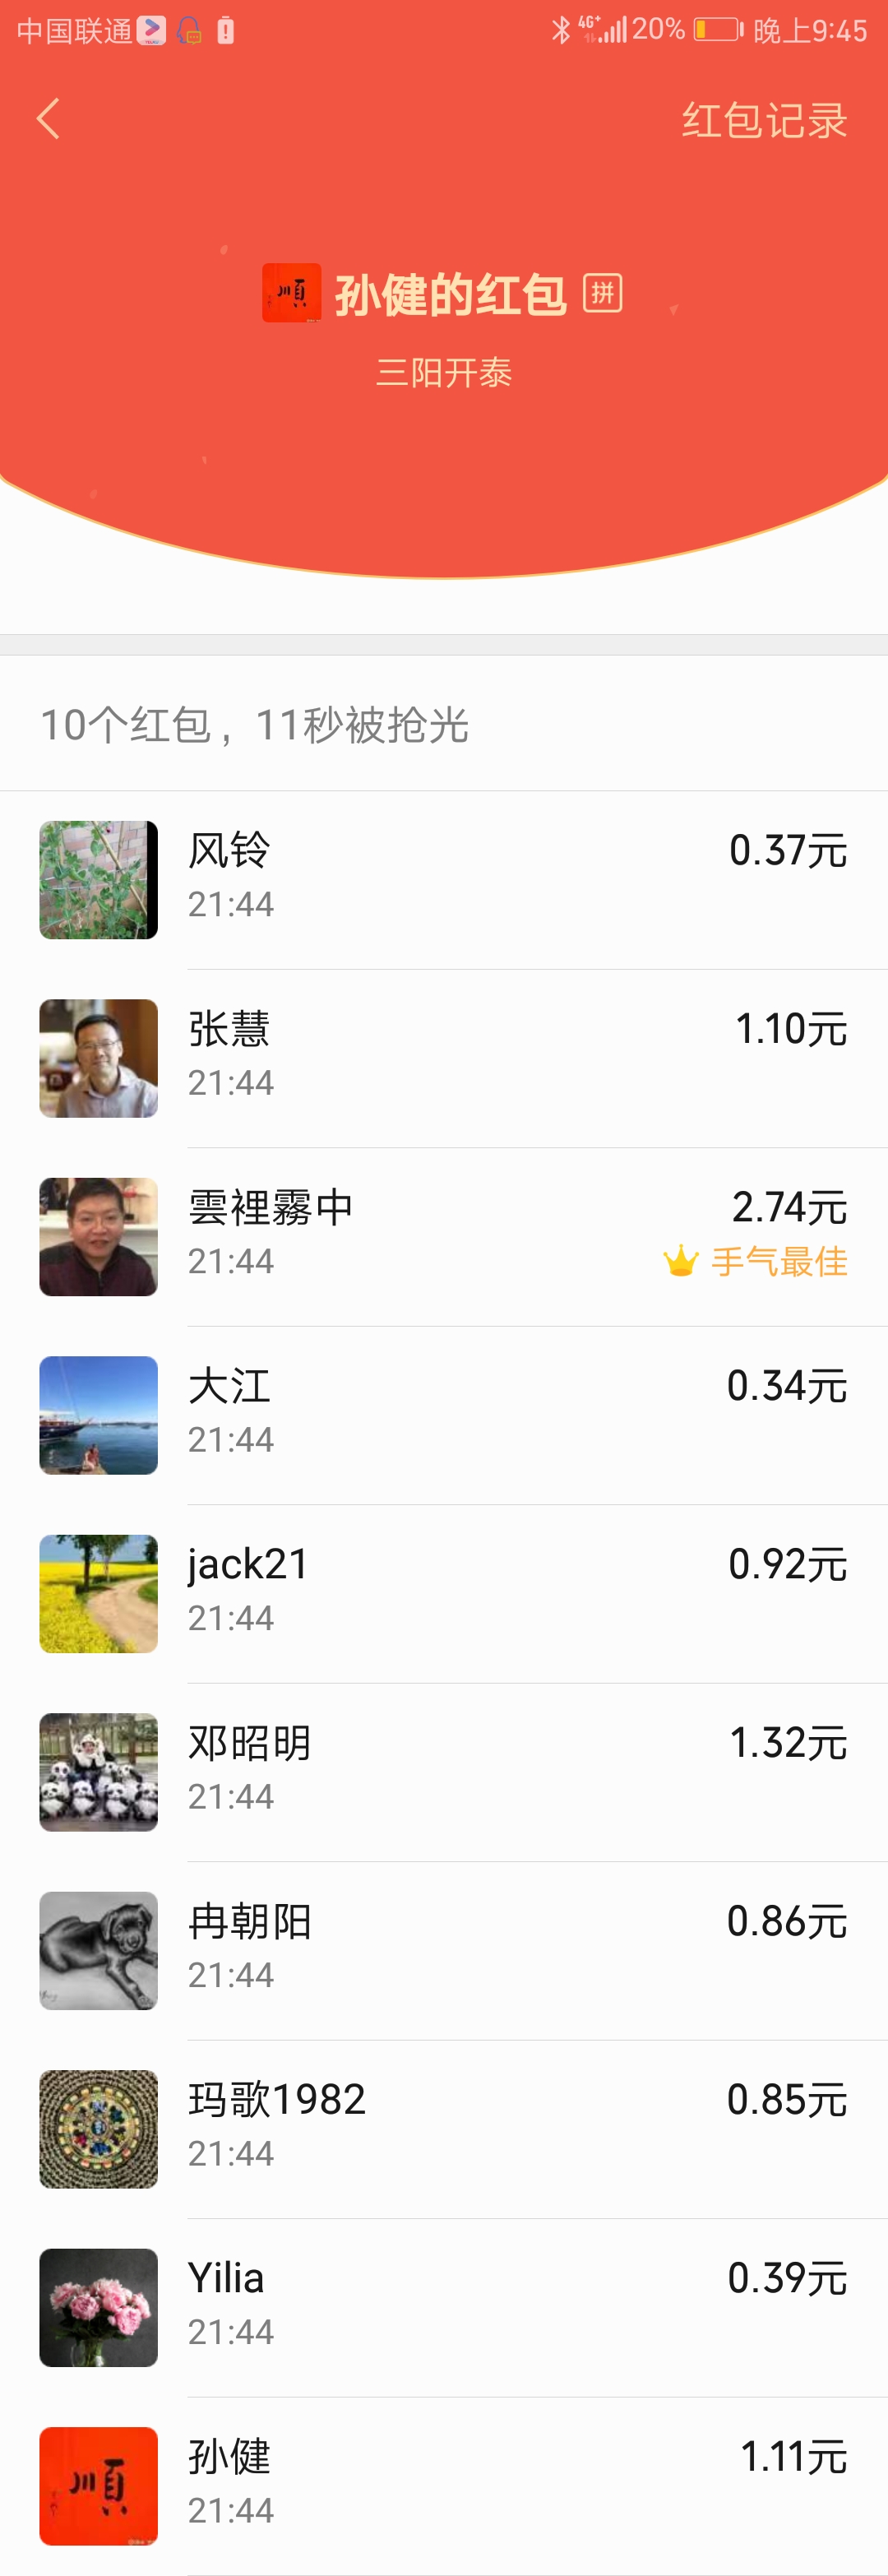 中国联通 4G+ 20% 晚上9:45
红包记录
順 孙健的红包 拼
三阳开泰
10个红包，11秒被抢光
风铃 0.37元
21:44
张慧 1.10元
21:44
雲裡霧中 2.74元
21:44 手气最佳
大江 0.34元
21:44
jack21 0.92元
21:44
邓昭明 1.32元
21:44
冉朝阳 0.86元
21:44
玛歌1982 0.85元
21:44
Yilia 0.39元
21:44
順
孙健 1.11元
21:44